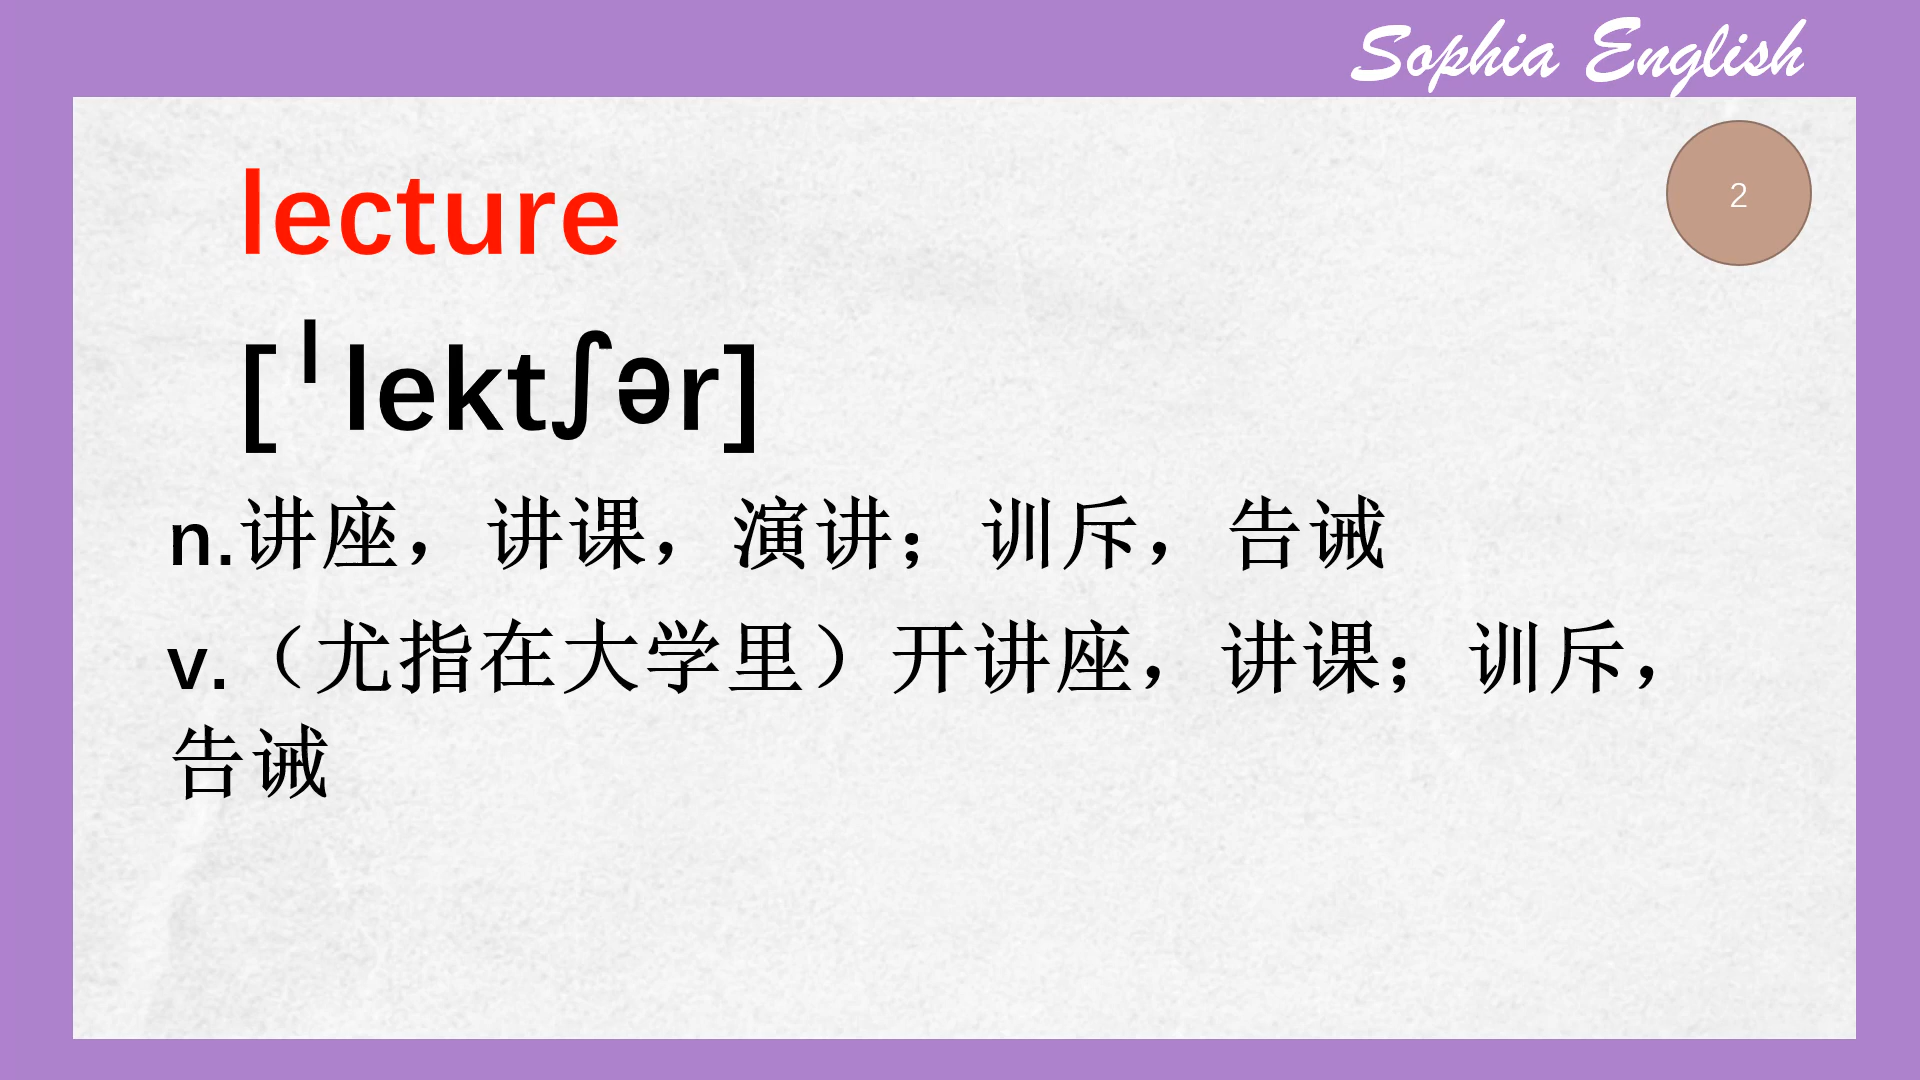 Sophia English
2
lecture
[ˈlektʃər]
n.讲座，讲课，演讲；训斥，告诫
v.（尤指在大学里）开讲座，讲课；训斥，
告诫